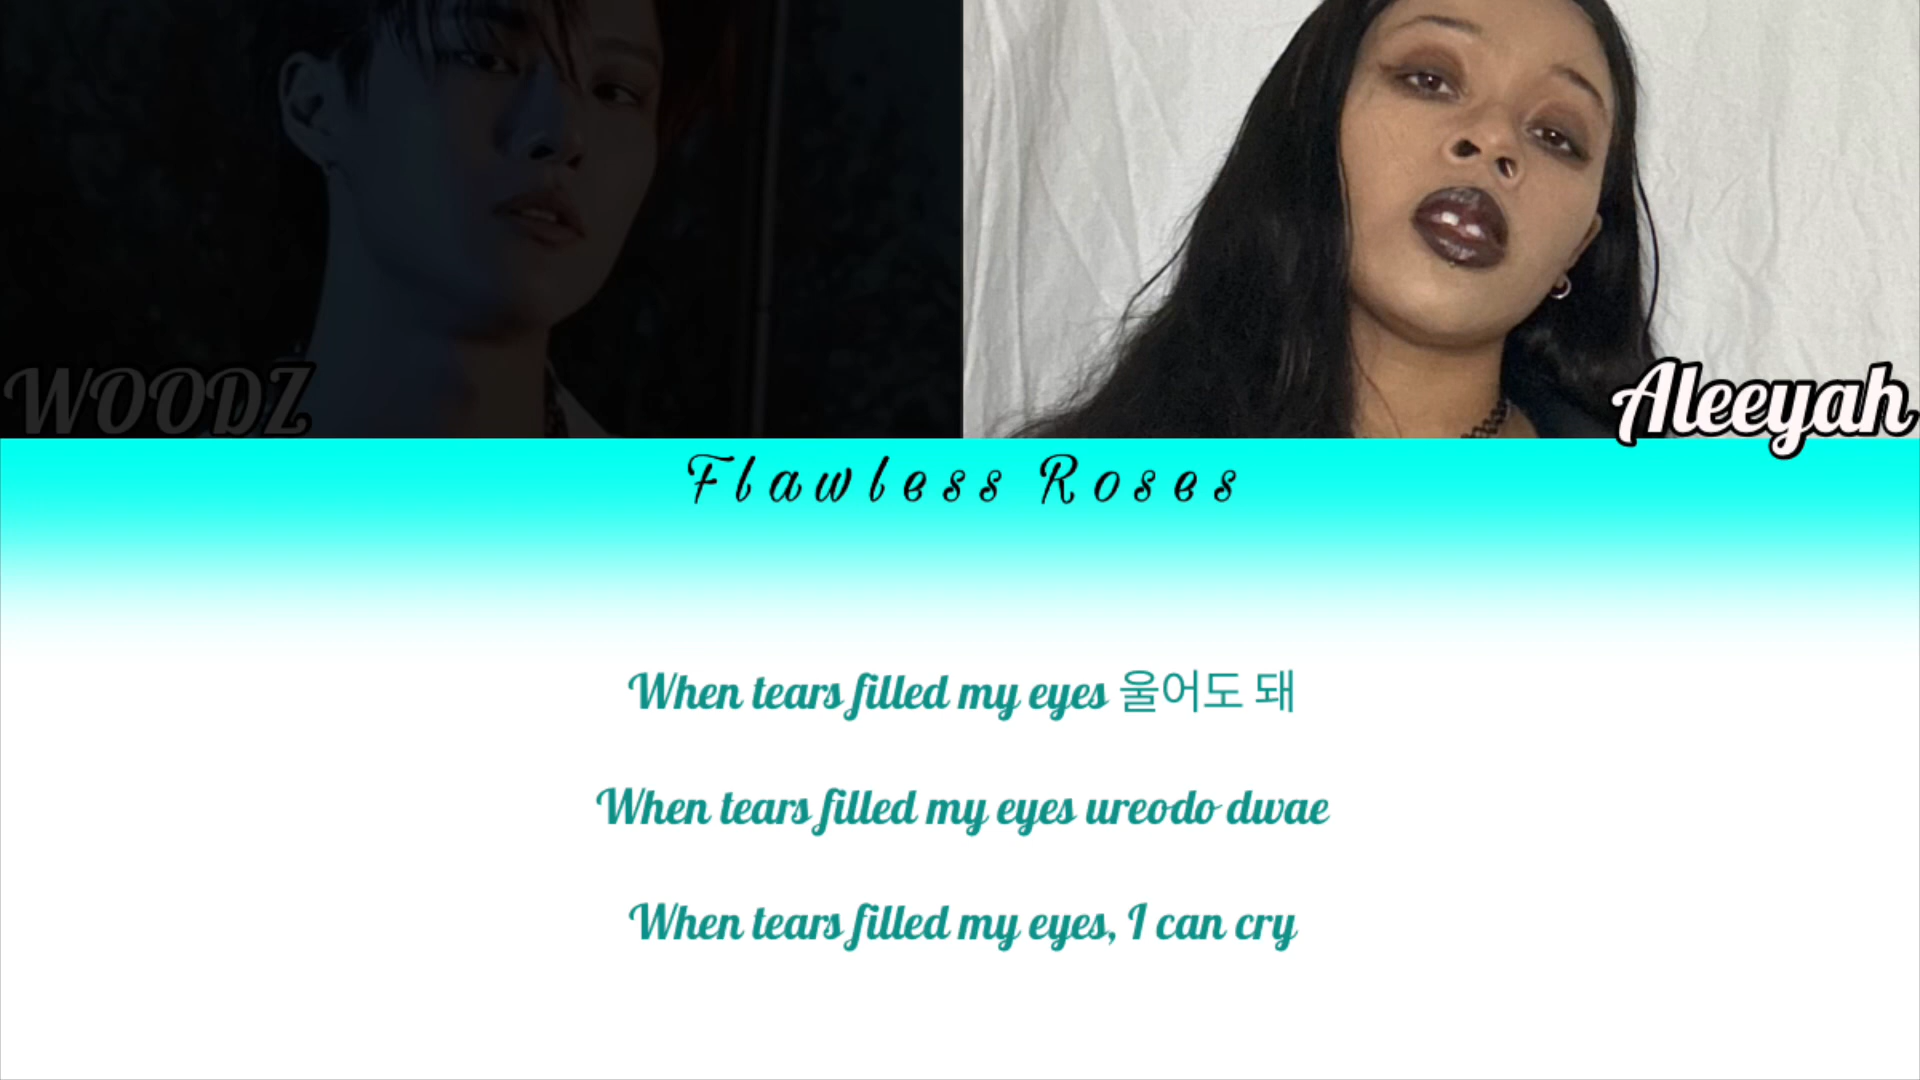 WOODZ
Aleeyah
Flawless Roses
When tears filled my eyes 울어도 돼
When tears filled my eyes ureodo dwae
When tears filled my eyes, I can cry